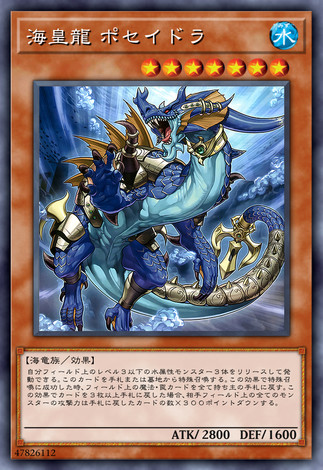 海皇龍 ポセイドラ
水
【海竜族／効果】
自分フィールド上のレベル３以下の水属性モンスター３体をリリースして発
動できる。このカードを手札または墓地から特殊召喚する。この効果で特殊召
喚に成功した時、フィールド上の魔法・罠カードを全て持ち主の手札に戻す。こ
の効果でカードを３枚以上手札に戻した場合、相手フィールド上の全てのモン
スターの攻撃力は手札に戻したカードの数×３００ポイントダウンする。
ATK/ 2800 DEF/1600
47826112